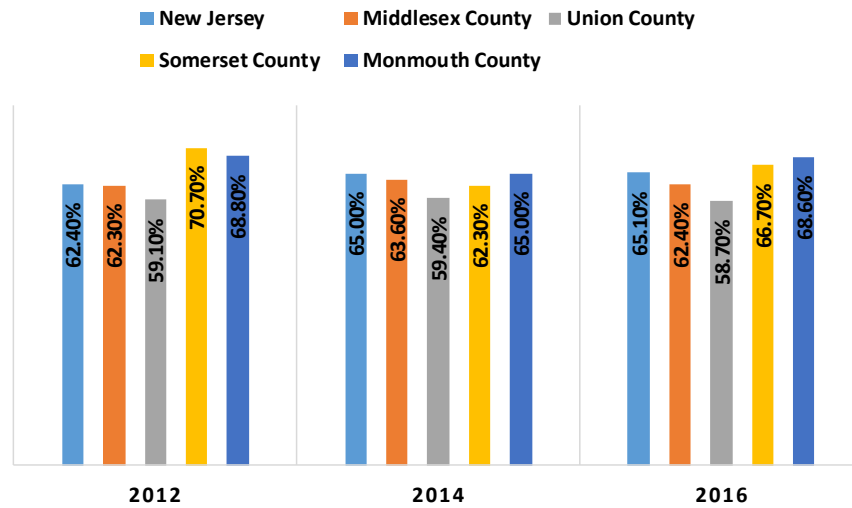 New Jersey Middlesex County Union County
Somerset County Monmouth County
62.40% 62.30% 59.10% 70.70% 68.80%
65.00% 63.60% 59.40% 62.30% 65.00%
65.10% 62.40% 58.70% 66.70% 68.60%
2012 2014 2016